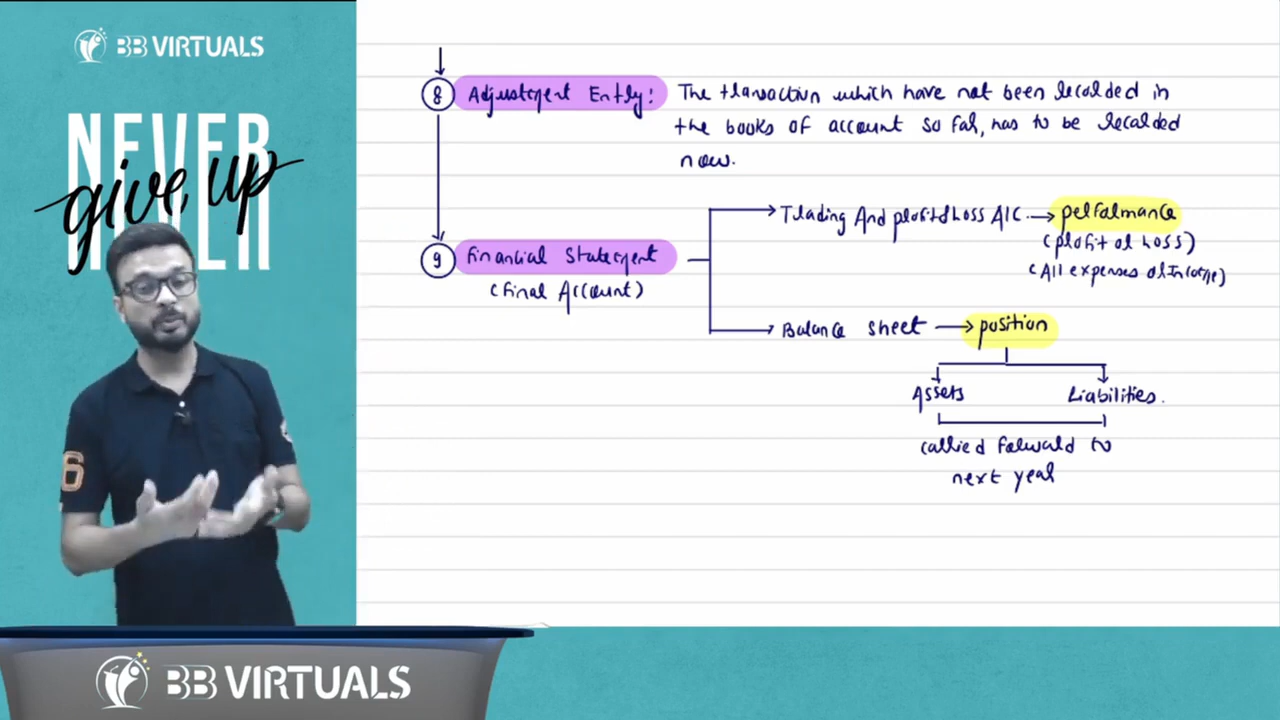 BB VIRTUALS
NEVER
give up
NEVER
8 Adjustment Entry: The transaction which have not been recorded in
the books of account so far, has to be recorded
now.
Trading And profit & Loss A/C → performance
(profit or Loss)
(All expenses or Income)
9 Financial Statement
(Final Account)
Balance sheet → position
Assets Liabilities.
carried forward to
next year
6
BB VIRTUALS